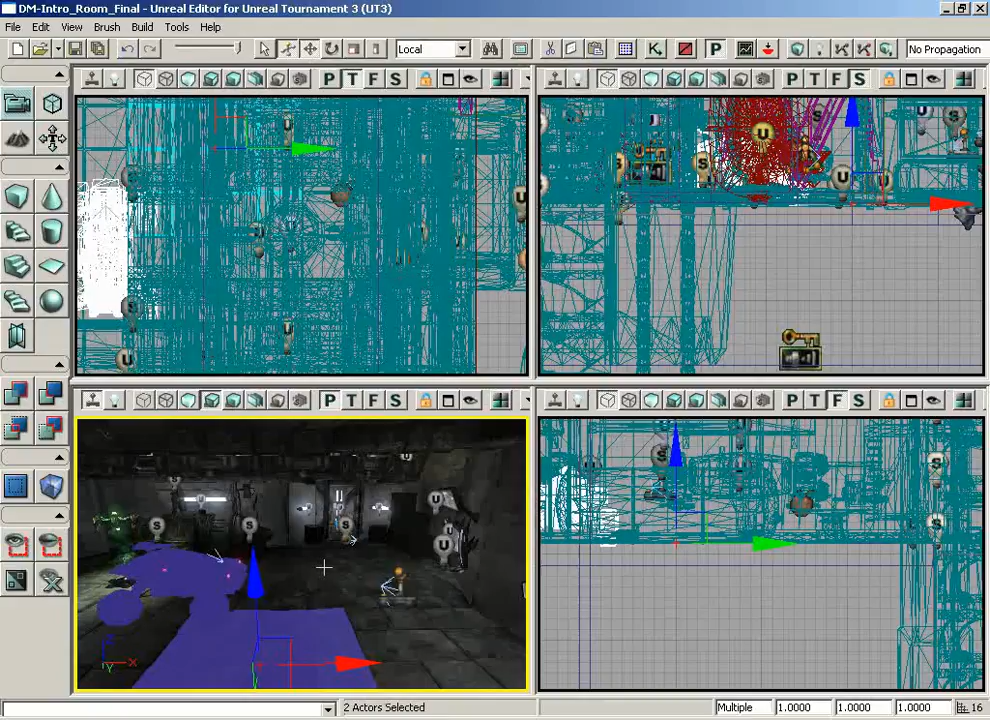 DM-Intro_Room_Final - Unreal Editor for Unreal Tournament 3 (UT3)
File Edit View Brush Build Tools Help
Local
P
No Propagation
P T F S
P T F S
P T F S
P T F S
2 Actors Selected
Multiple
1.0000
1.0000
1.0000
16